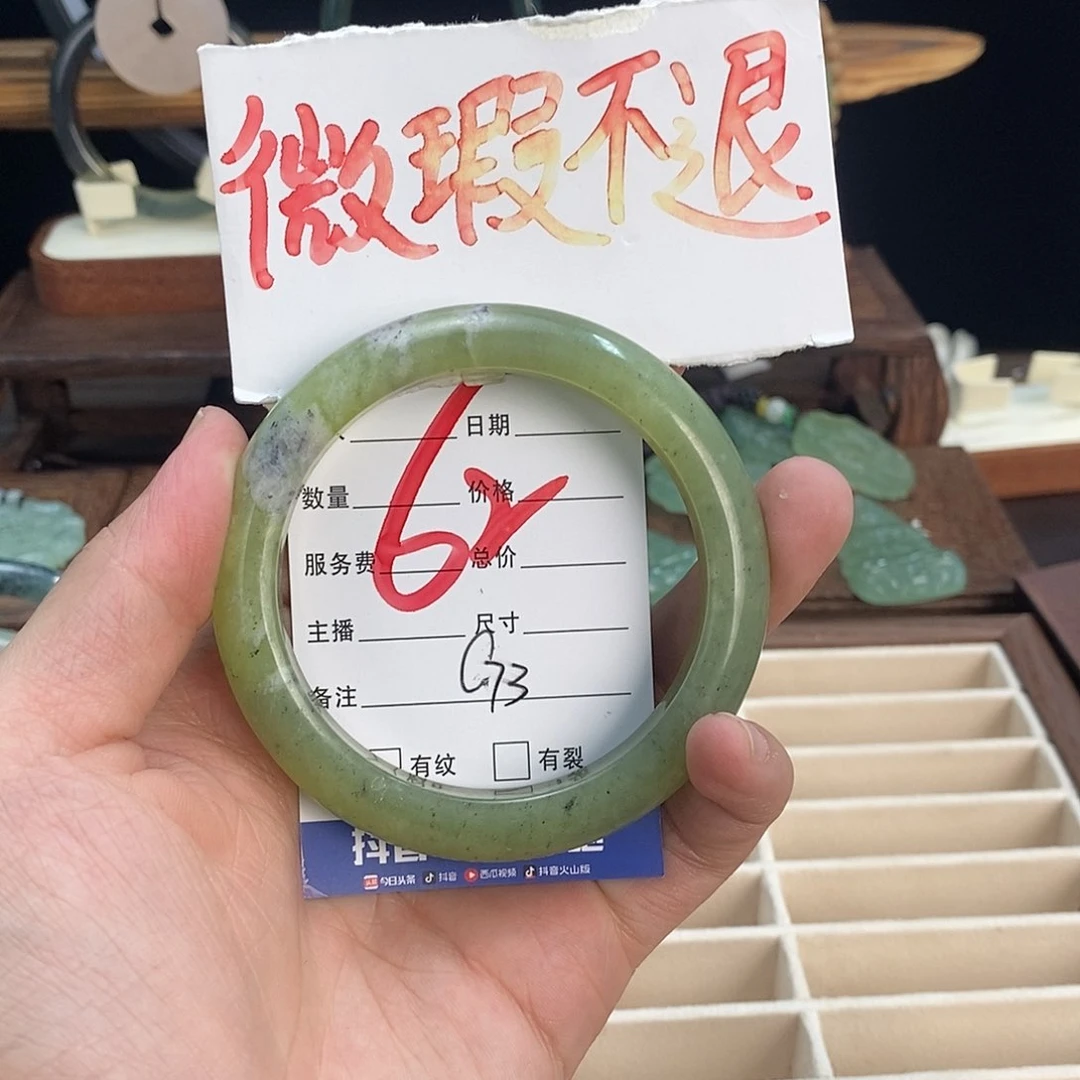 微瑕不退
日期
数量 价格
服务费 总价
6
主播 尺寸
63
备注
有纹 有裂
抖音
今日头条 抖音 西瓜视频 抖音火山版